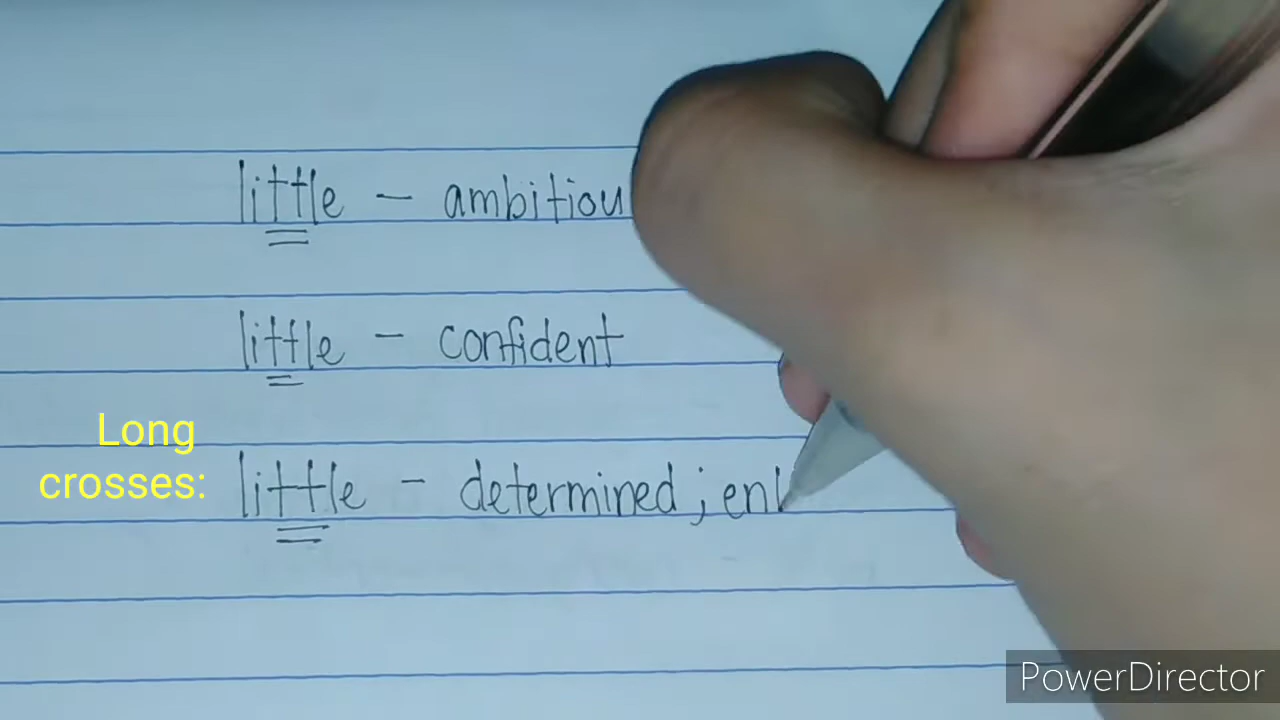 little - ambitiou
little - confident
Long
crosses:
little - determined ; en
PowerDirector